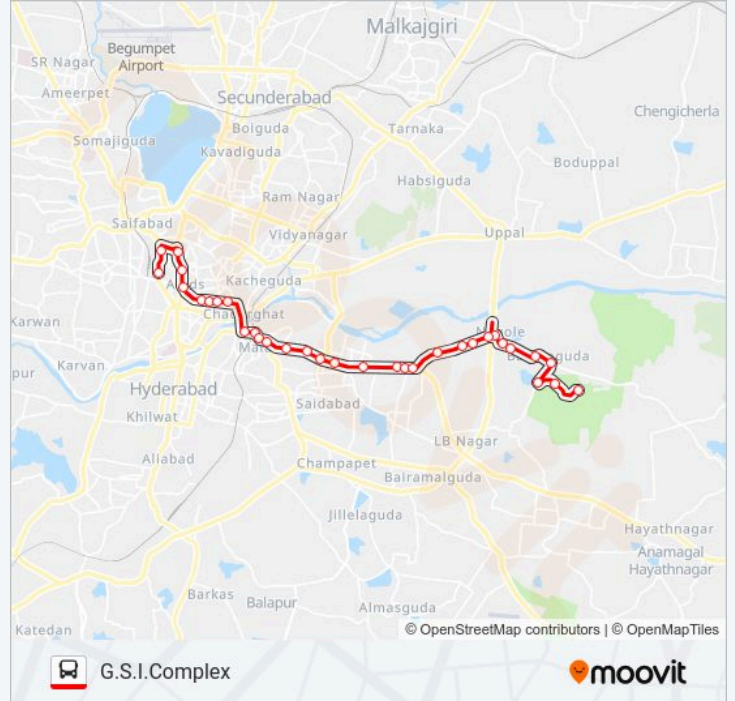 Malkajgiri
Begumpet
Airport
SR Nagar
Ameerpet
Secunderabad
Chengicherla
Somajiguda
Boiguda
Tarnaka
Kavadiguda
Boduppal
Habsiguda
Ram Nagar
Saifabad
Vidyanagar
Uppal
Kacheguda
Karwan
Karvan
pur
Hyderabad
Saidabad
Khilwat
LB Nagar
Allabad
Champapet
Bairamalguda
Jillelaguda
Hayathnagar
Anamagal
Hayathnagar
Barkas
Balapur
Almasguda
Katedan
© OpenStreetMap contributors | © OpenMapTiles
G.S.I.Complex
moovit